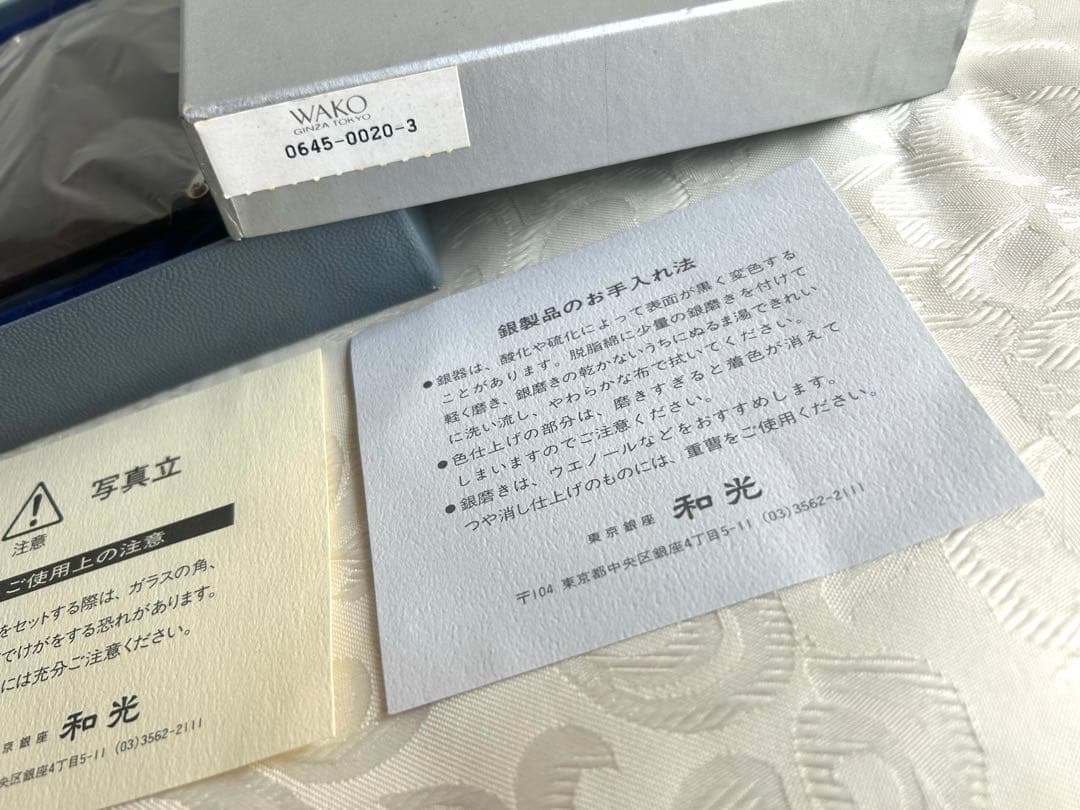 WAKO
GINZA TOKYO
0645-0020-3
銀製品のお手入れ法
●銀器は、酸化や硫化によって表面が黒く変色する
ことがあります。脱脂綿に少量の銀磨きを付けて
軽く磨き、銀磨きの乾かないうちにぬるま湯できれい
に洗い流し、やわらかな布で拭いてください。
●色仕上げの部分は、磨きすぎると着色が消えて
しまいますのでご注意ください。
●銀磨きは、ウエノールなどをおすすめします。
つや消し仕上げのものには、重曹をご使用ください。
東京銀座 和光
〒104 東京都中央区銀座4丁目5-11 (03)3562-2111
写真立
注意
ご使用上の注意
をセットする際は、ガラスの角、
でけがをする恐れがあります。
には充分ご注意ください。
京銀座 和光
央区銀座4丁目5-11 (03)3562-2111